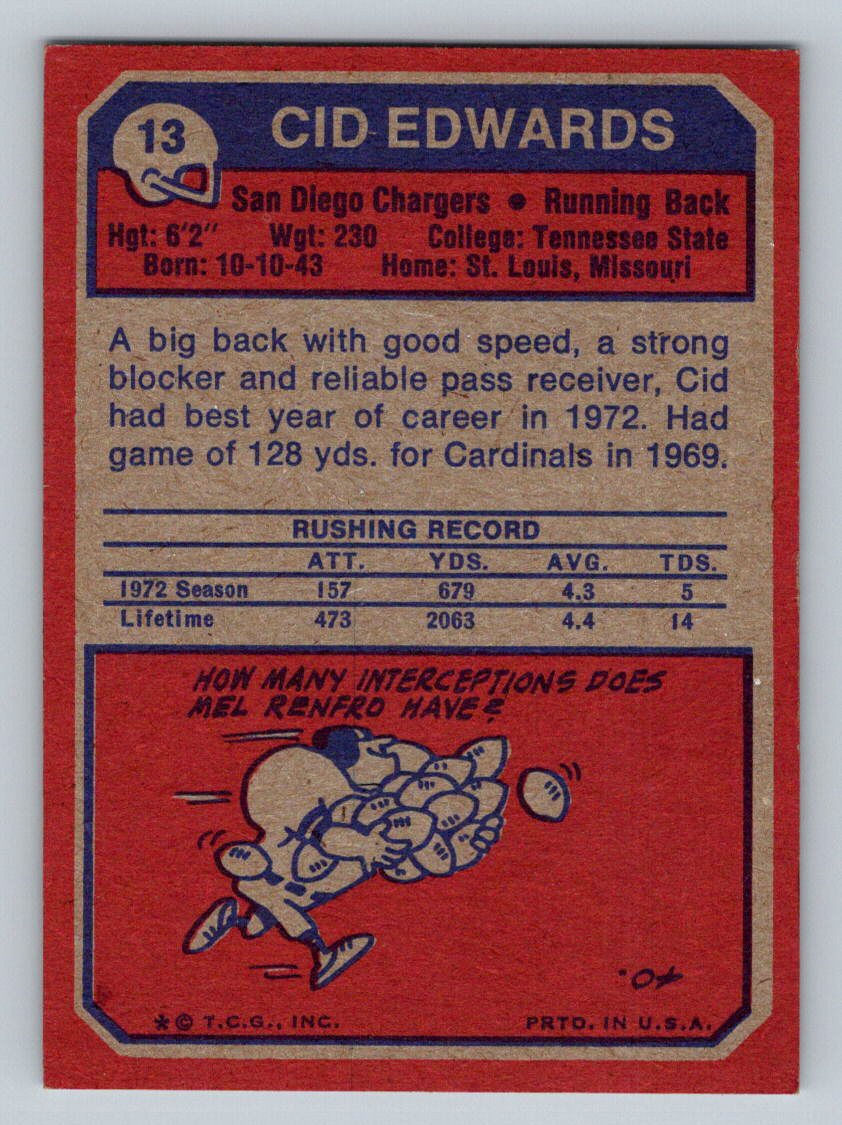 13
CID EDWARDS
San Diego Chargers • Running Back
Hgt: 6'2" Wgt: 230 College: Tennessee State
Born: 10-10-43 Home: St. Louis, Missouri
A big back with good speed, a strong
blocker and reliable pass receiver, Cid
had best year of career in 1972. Had
game of 128 yds. for Cardinals in 1969.
RUSHING RECORD
ATT. YDS. AVG. TDS.
1972 Season 157 679 4.3 5
Lifetime 473 2063 4.4 14
HOW MANY INTERCEPTIONS DOES
MEL RENFRO HAVE?
40.
* © T.C.G., INC. PRTD. IN U.S.A.